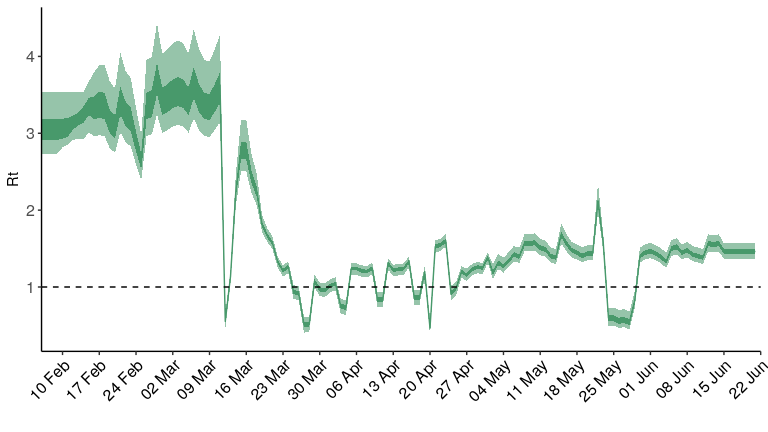 4
3
2
1
Rt
10 Feb
17 Feb
24 Feb
02 Mar
09 Mar
16 Mar
23 Mar
30 Mar
06 Apr
13 Apr
20 Apr
27 Apr
04 May
11 May
18 May
25 May
01 Jun
08 Jun
15 Jun
22 Jun